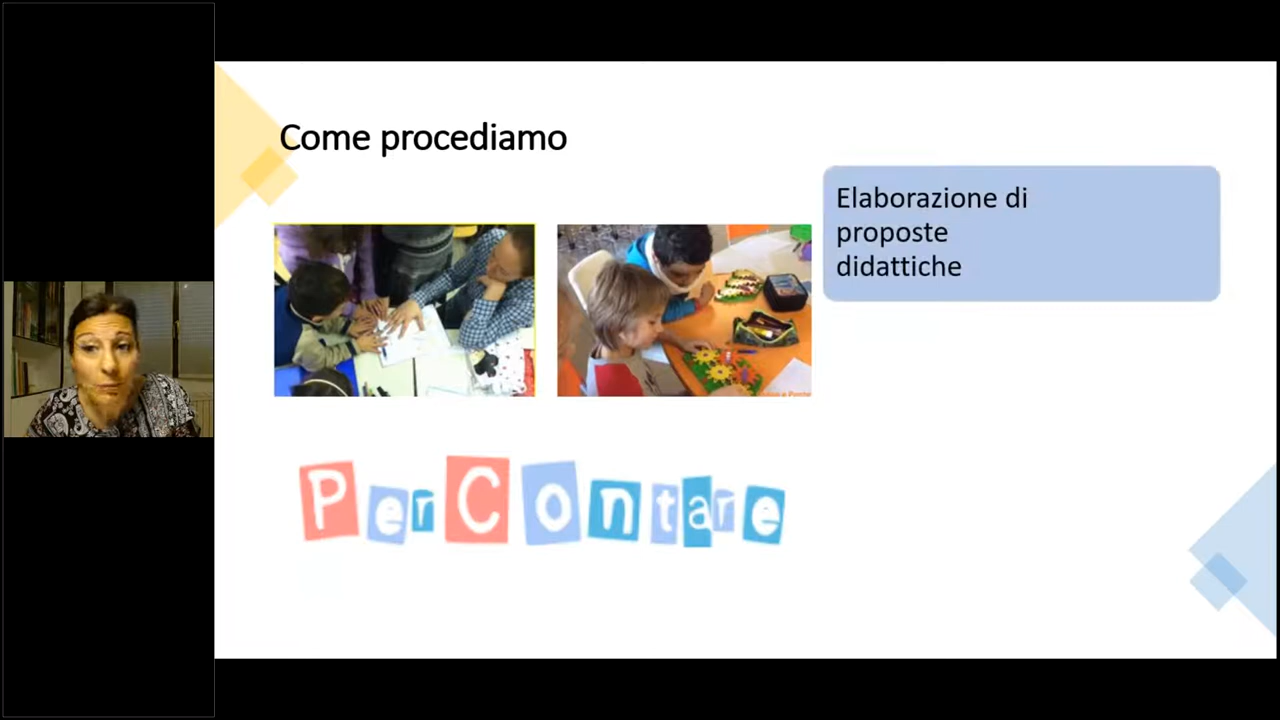 Come procediamo
Elaborazione di
proposte
didattiche
PerContare